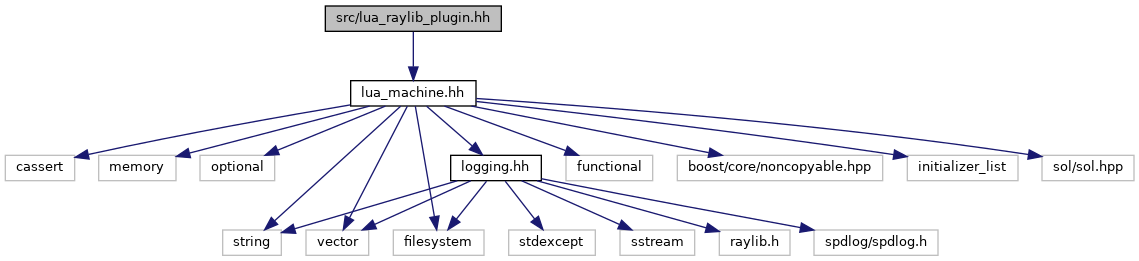 src/lua_raylib_plugin.hh
lua_machine.hh
cassert
memory
optional
logging.hh
functional
boost/core/noncopyable.hpp
initializer_list
sol/sol.hpp
string
vector
filesystem
stdexcept
sstream
raylib.h
spdlog/spdlog.h